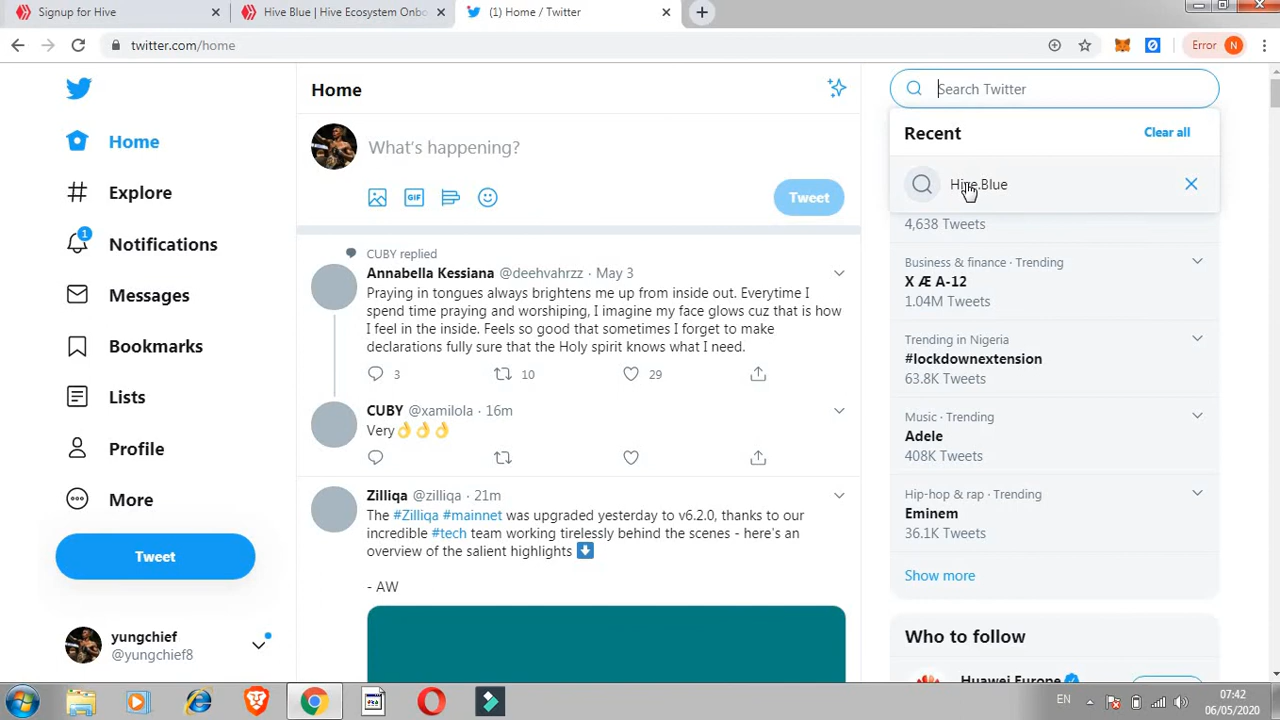 Signup for Hive
Hive Blue | Hive Ecosystem Onbo
(1) Home / Twitter
twitter.com/home
Error N
Home
Explore
1
Notifications
Messages
Bookmarks
Lists
Profile
More
Tweet
yungchief
@yungchief8
Home
What's happening?
GIF
Tweet
CUBY replied
Annabella Kessiana @deehvahrzz · May 3
Praying in tongues always brightens me up from inside out. Everytime I
spend time praying and worshiping, I imagine my face glows cuz that is how
I feel in the inside. Feels so good that sometimes I forget to make
declarations fully sure that the Holy spirit knows what I need.
3 10 29
CUBY @xamilola · 16m
Very👌👌👌
Zilliqa @zilliqa · 21m
The #Zilliqa #mainnet was upgraded yesterday to v6.2.0, thanks to our
incredible #tech team working tirelessly behind the scenes - here's an
overview of the salient highlights ⬇️
- AW
Search Twitter
Recent Clear all
Hive.Blue
4,638 Tweets
Business & finance · Trending
X Æ A-12
1.04M Tweets
Trending in Nigeria
#lockdownextension
63.8K Tweets
Music · Trending
Adele
408K Tweets
Hip-hop & rap · Trending
Eminem
36.1K Tweets
Show more
Who to follow
Huawei Europe
EN
07:42
06/05/2020